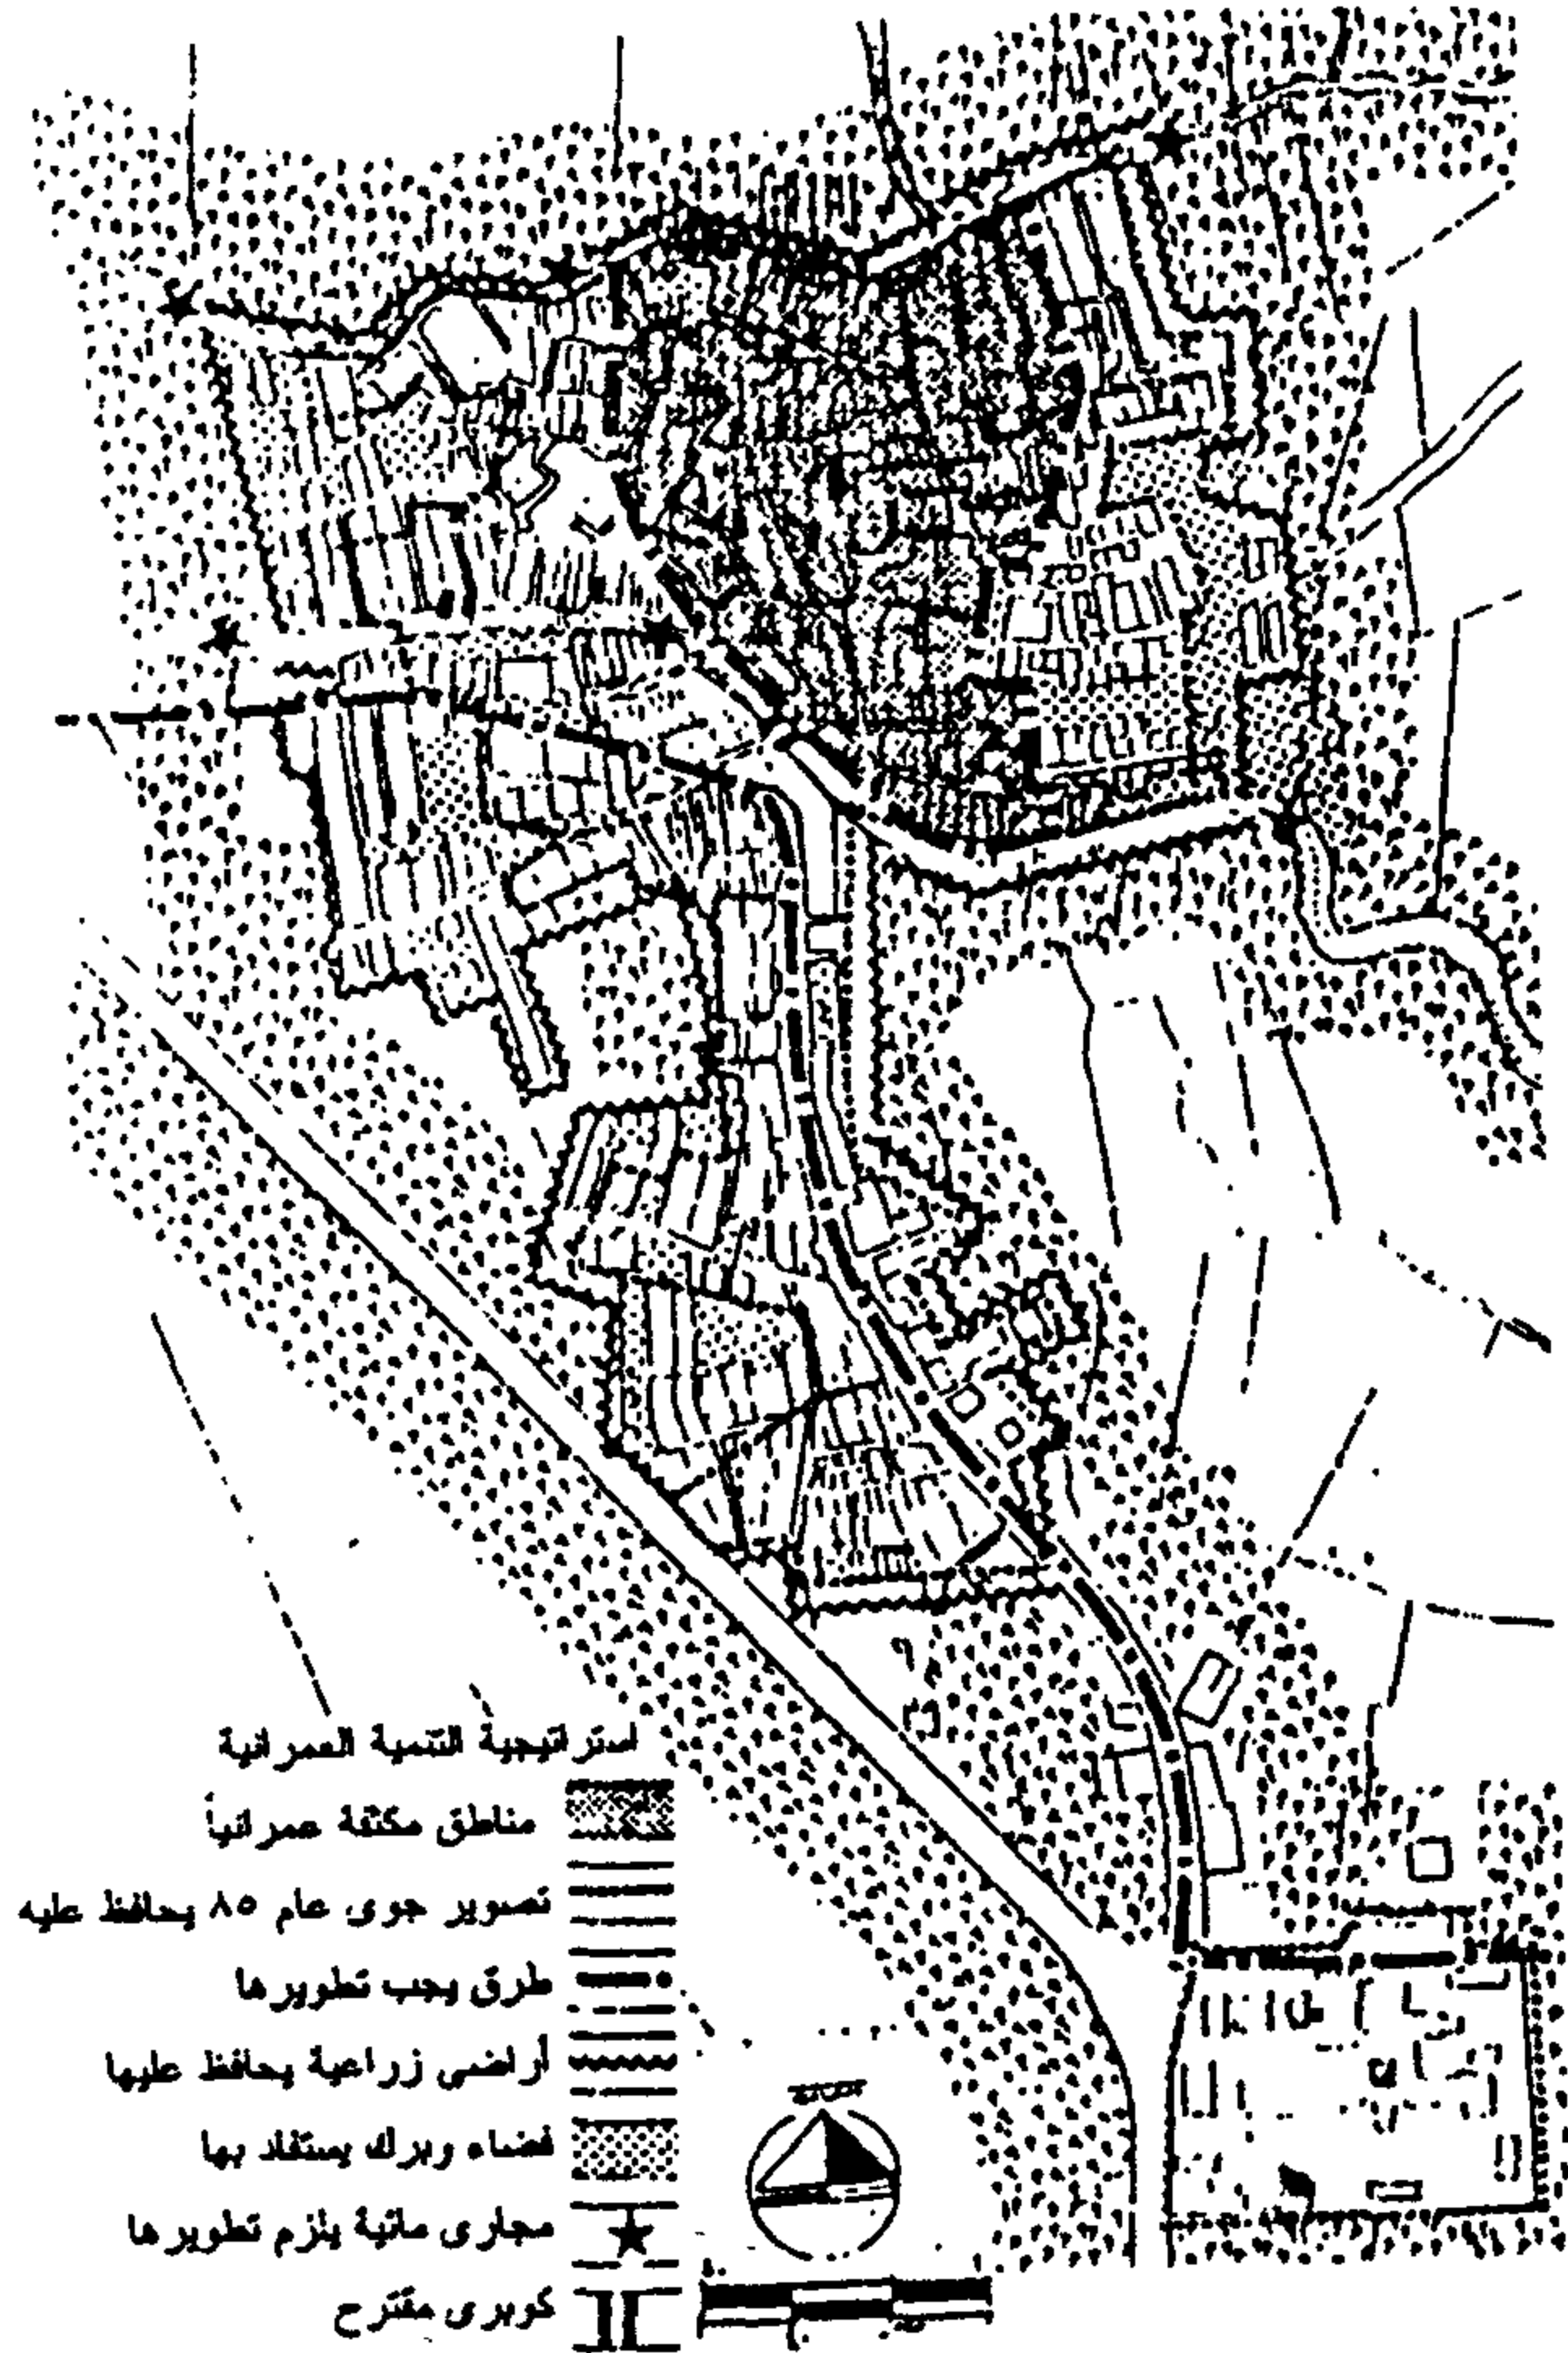 استراتيجية التنمية العمرانية
مناطق مكثفة عمرانياً
تصوير جوى عام ٨٥ يحافظ عليه
طرق يجب تطويرها
أراضى زراعية يحافظ عليها
فضاء وبرك يستفاد بها
مجارى مائية يلزم تطويرها
كوبرى مقترح